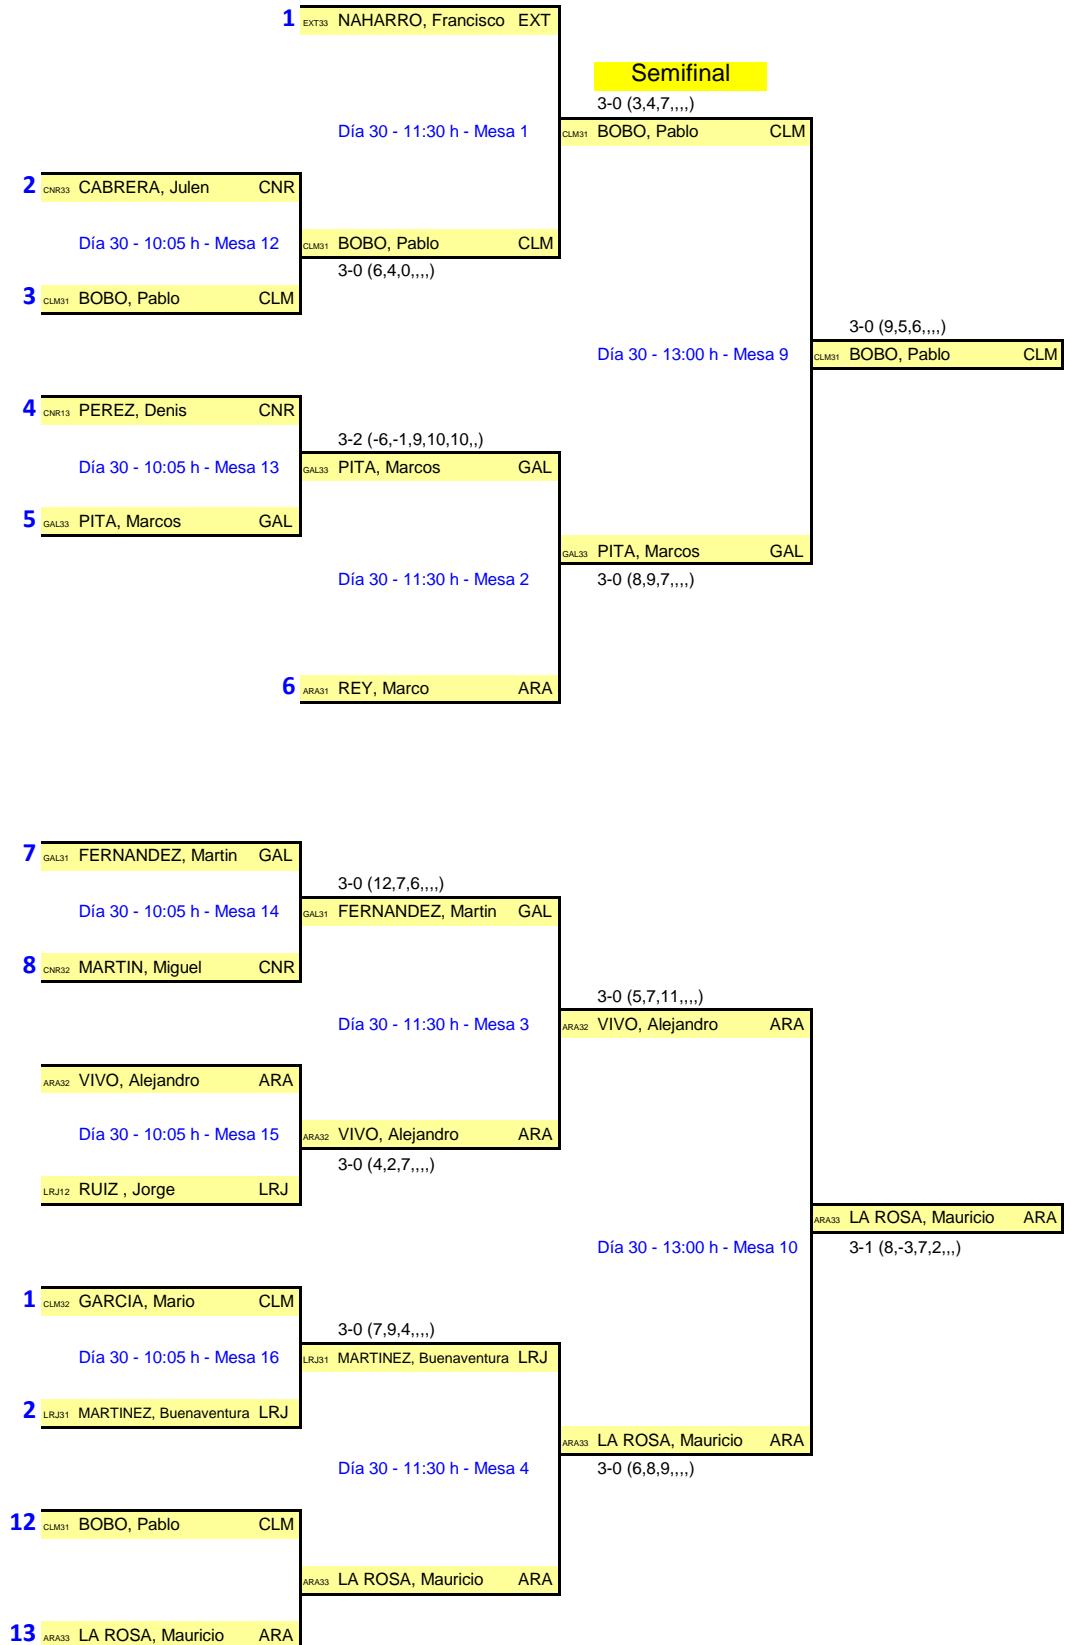 1 EXT33 NAHARRO, Francisco EXT
Semifinal
3-0 (3,4,7,,,,)
Día 30 - 11:30 h - Mesa 1
CLM31 BOBO, Pablo CLM
2 CNR33 CABRERA, Julen CNR
Día 30 - 10:05 h - Mesa 12
CLM31 BOBO, Pablo CLM
3-0 (6,4,0,,,,)
3 CLM31 BOBO, Pablo CLM
3-0 (9,5,6,,,,)
Día 30 - 13:00 h - Mesa 9
CLM31 BOBO, Pablo CLM
4 CNR13 PEREZ, Denis CNR
3-2 (-6,-1,9,10,10,,)
Día 30 - 10:05 h - Mesa 13
GAL33 PITA, Marcos GAL
5 GAL33 PITA, Marcos GAL
GAL33 PITA, Marcos GAL
Día 30 - 11:30 h - Mesa 2
3-0 (8,9,7,,,,)
6 ARA31 REY, Marco ARA
7 GAL31 FERNANDEZ, Martin GAL
3-0 (12,7,6,,,,)
Día 30 - 10:05 h - Mesa 14
GAL31 FERNANDEZ, Martin GAL
8 CNR32 MARTIN, Miguel CNR
3-0 (5,7,11,,,,)
Día 30 - 11:30 h - Mesa 3
ARA32 VIVO, Alejandro ARA
ARA32 VIVO, Alejandro ARA
Día 30 - 10:05 h - Mesa 15
ARA32 VIVO, Alejandro ARA
3-0 (4,2,7,,,,)
LRJ12 RUIZ , Jorge LRJ
ARA33 LA ROSA, Mauricio ARA
Día 30 - 13:00 h - Mesa 10
3-1 (8,-3,7,2,,,)
1 CLM32 GARCIA, Mario CLM
3-0 (7,9,4,,,,)
Día 30 - 10:05 h - Mesa 16
LRJ31 MARTINEZ, Buenaventura LRJ
2 LRJ31 MARTINEZ, Buenaventura LRJ
ARA33 LA ROSA, Mauricio ARA
Día 30 - 11:30 h - Mesa 4
3-0 (6,8,9,,,,)
12 CLM31 BOBO, Pablo CLM
ARA33 LA ROSA, Mauricio ARA
13 ARA33 LA ROSA, Mauricio ARA